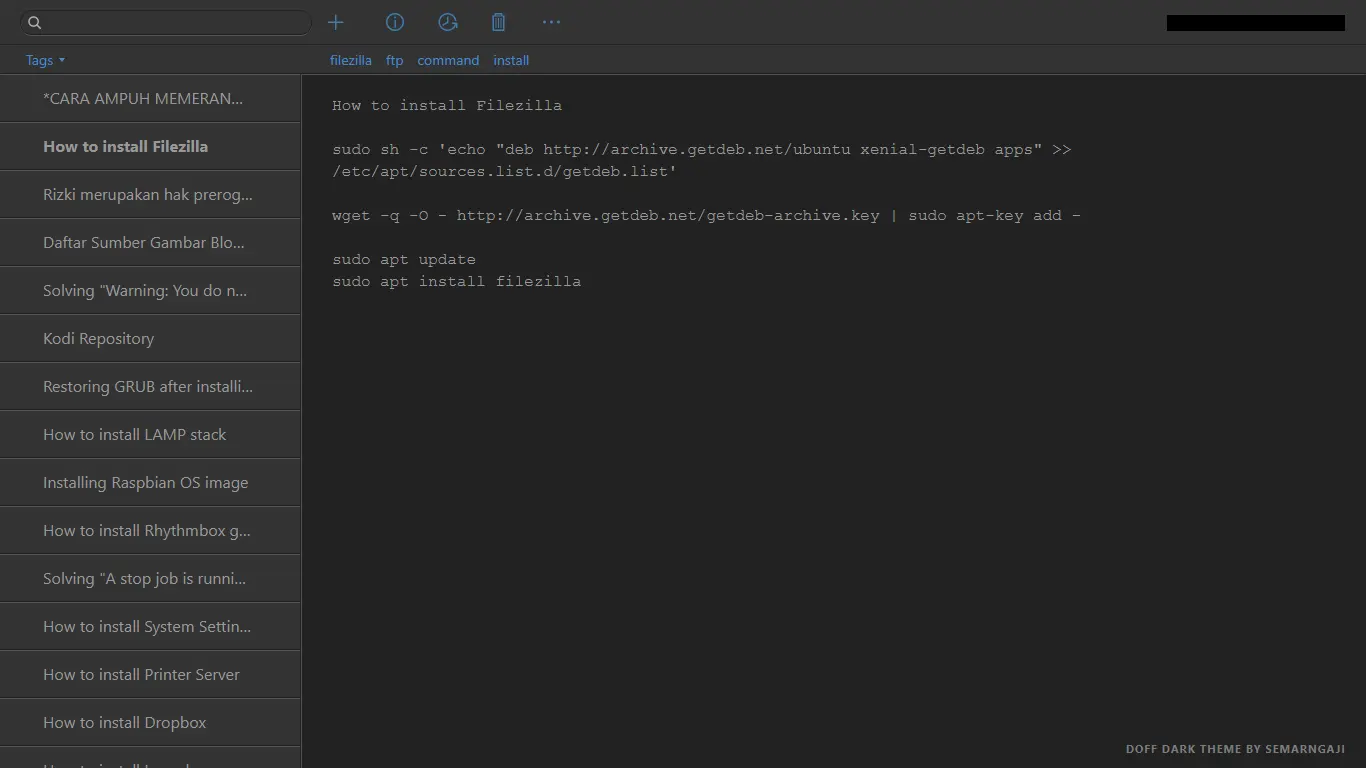 Tags
filezilla ftp command install
*CARA AMPUH MEMERAN...
How to install Filezilla
Rizki merupakan hak prerog...
Daftar Sumber Gambar Blo...
Solving "Warning: You do n...
Kodi Repository
Restoring GRUB after installi...
How to install LAMP stack
Installing Raspbian OS image
How to install Rhythmbox g...
Solving "A stop job is runni...
How to install System Settin...
How to install Printer Server
How to install Dropbox
How to install Filezilla
sudo sh -c 'echo "deb http://archive.getdeb.net/ubuntu xenial-getdeb apps" >>
/etc/apt/sources.list.d/getdeb.list'
wget -q -O - http://archive.getdeb.net/getdeb-archive.key | sudo apt-key add -
sudo apt update
sudo apt install filezilla
DOFF DARK THEME BY SEMARNGAJI